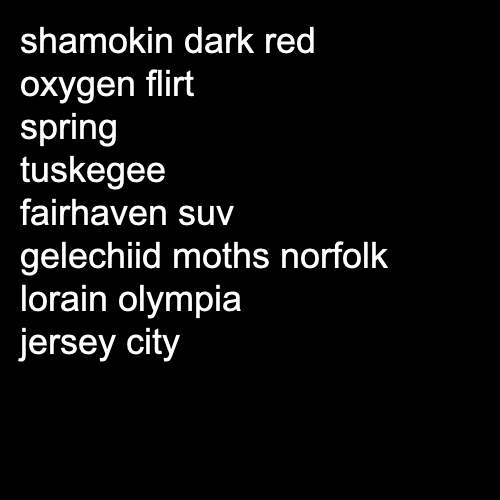 shamokin dark red
oxygen flirt
spring
tuskegee
fairhaven suv
gelechiid moths norfolk
lorain olympia
jersey city